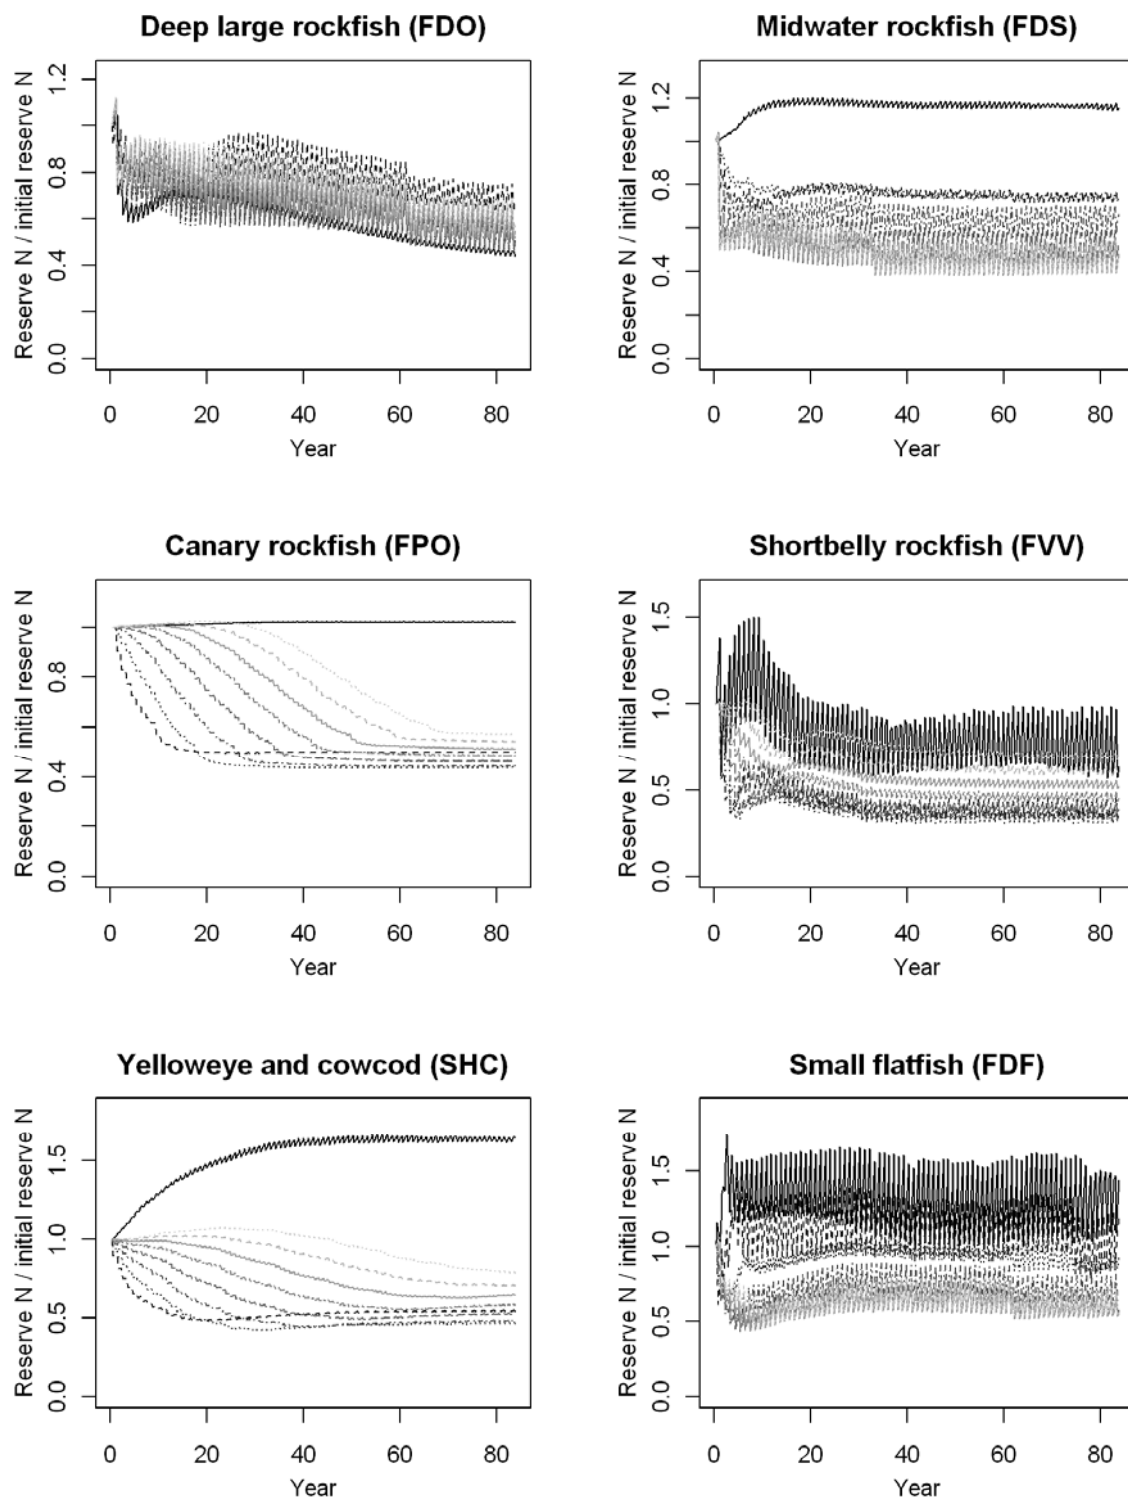 Deep large rockfish (FDO)
Reserve N / initial reserve N
0.0 0.4 0.8 1.2
0 20 40 60 80
Year
Midwater rockfish (FDS)
Reserve N / initial reserve N
0.0 0.4 0.8 1.2
0 20 40 60 80
Year
Canary rockfish (FPO)
Reserve N / initial reserve N
0.0 0.4 0.8
0 20 40 60 80
Year
Shortbelly rockfish (FVV)
Reserve N / initial reserve N
0.0 0.5 1.0 1.5
0 20 40 60 80
Year
Yelloweye and cowcod (SHC)
Reserve N / initial reserve N
0.0 0.5 1.0 1.5
0 20 40 60 80
Year
Small flatfish (FDF)
Reserve N / initial reserve N
0.0 0.5 1.0 1.5
0 20 40 60 80
Year